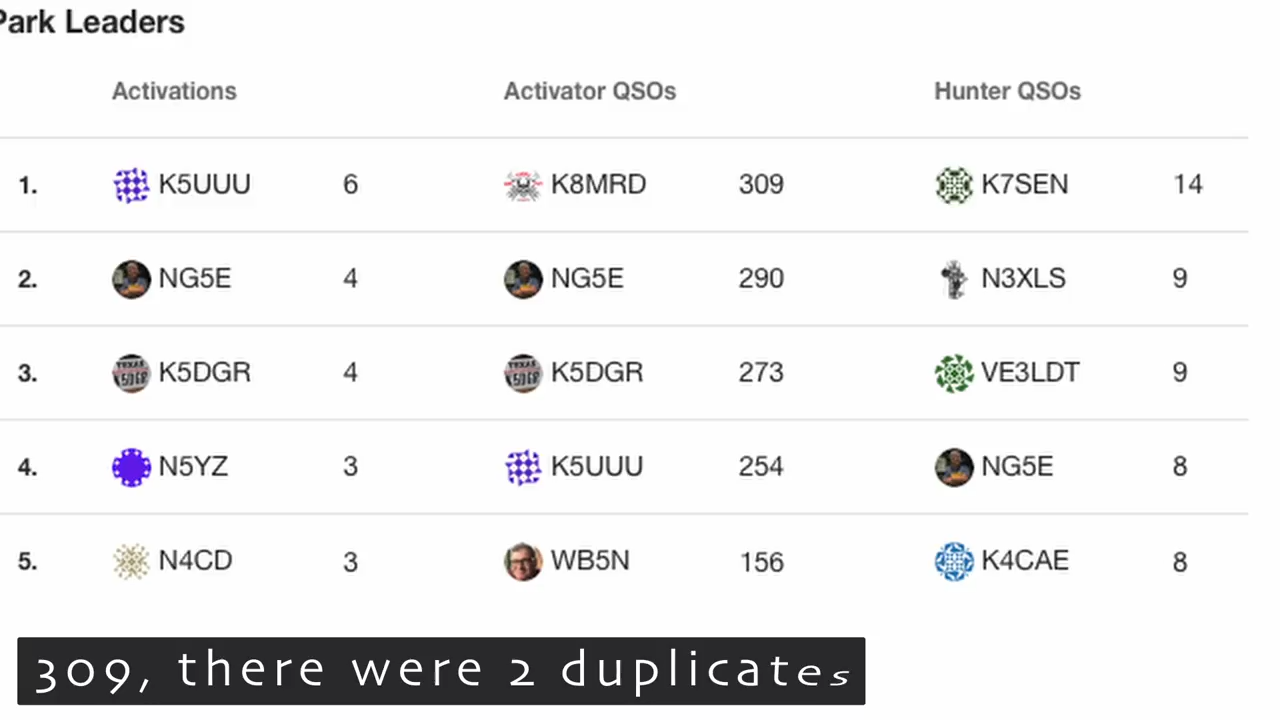 Park Leaders
Activations Activator QSOs Hunter QSOs
1. K5UUU 6 K8MRD 309 K7SEN 14
2. NG5E 4 NG5E 290 N3XLS 9
3. K5DGR 4 K5DGR 273 VE3LDT 9
4. N5YZ 3 K5UUU 254 NG5E 8
5. N4CD 3 WB5N 156 K4CAE 8
309, there were 2 duplicates